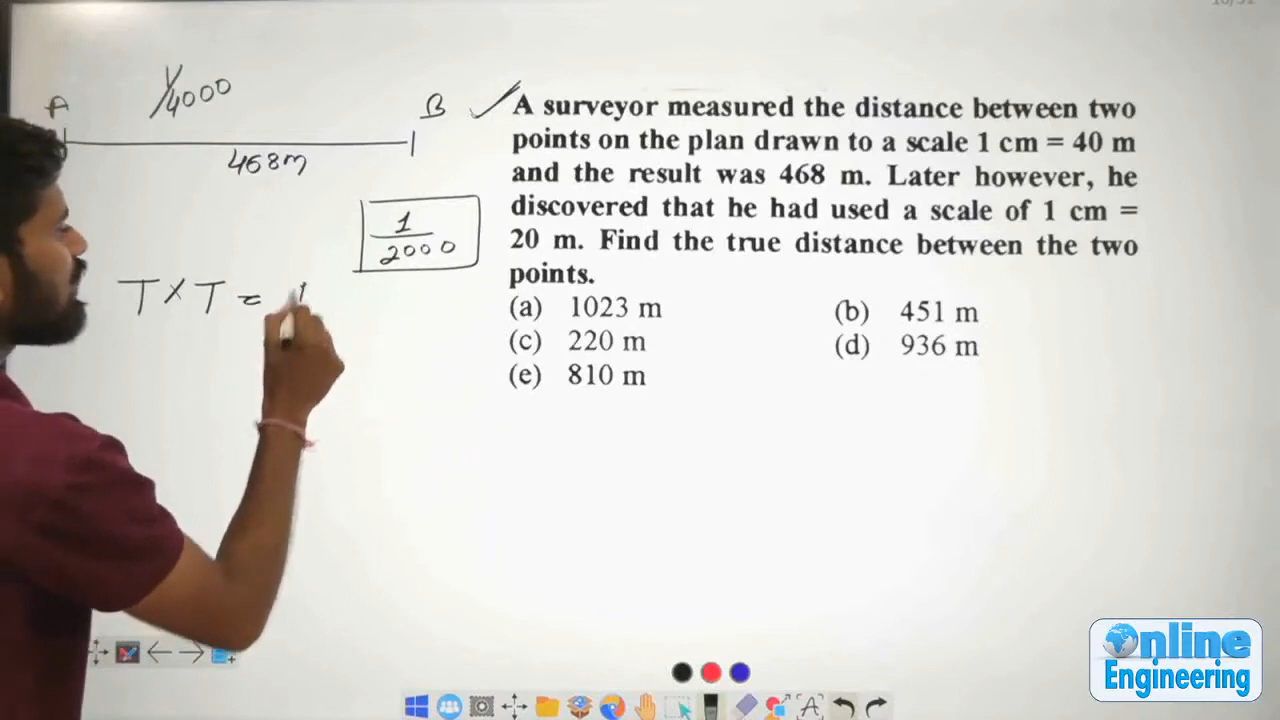 A
1/4000
B
468m
1
2000
T × T =
A surveyor measured the distance between two
points on the plan drawn to a scale 1 cm = 40 m
and the result was 468 m. Later however, he
discovered that he had used a scale of 1 cm =
20 m. Find the true distance between the two
points.
(a) 1023 m
(b) 451 m
(c) 220 m
(d) 936 m
(e) 810 m
Online
Engineering